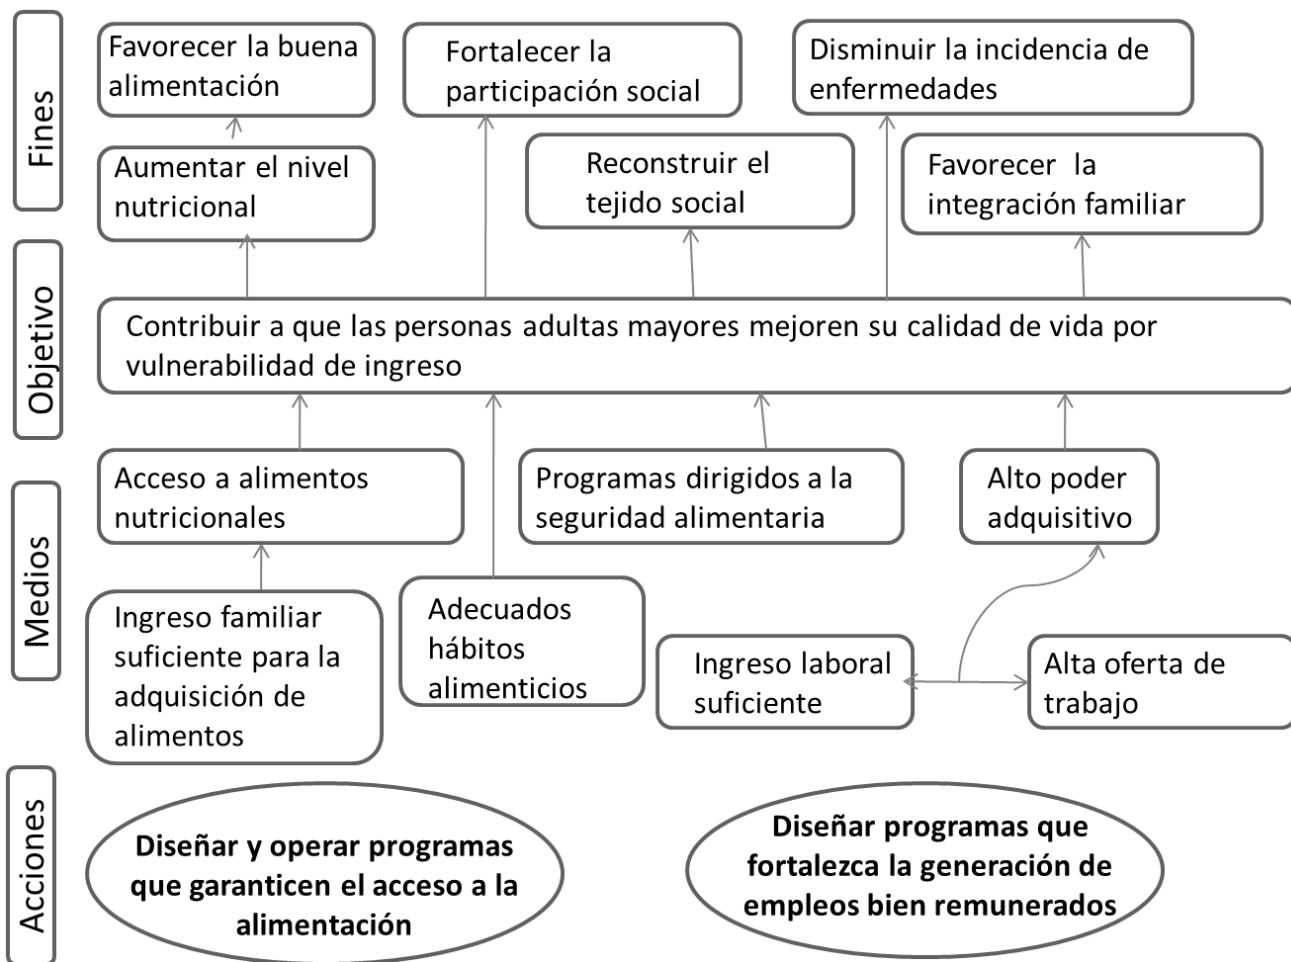 Fines
Favorecer la buena
alimentación
Fortalecer la
participación social
Disminuir la incidencia de
enfermedades
Aumentar el nivel
nutricional
Reconstruir el
tejido social
Favorecer  la
integración familiar
Objetivo
Contribuir a que las personas adultas mayores mejoren su calidad de vida por
vulnerabilidad de ingreso
Medios
Acceso a alimentos
nutricionales
Programas dirigidos a la
seguridad alimentaria
Alto poder
adquisitivo
Ingreso familiar
suficiente para la
adquisición de
alimentos
Adecuados
hábitos
alimenticios
Ingreso laboral
suficiente
Alta oferta de
trabajo
Acciones
Diseñar y operar programas
que garanticen el acceso a la
alimentación
Diseñar programas que
fortalezca la generación de
empleos bien remunerados